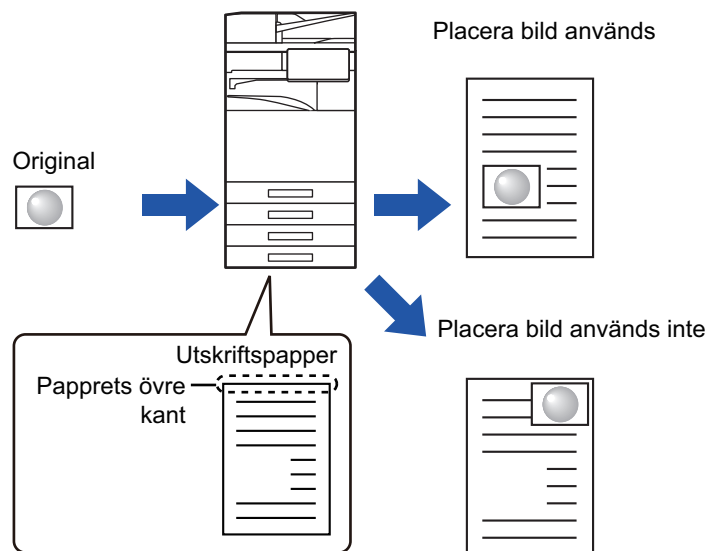 Placera bild används
Original
Placera bild används inte
Utskriftspapper
Papprets övre
kant